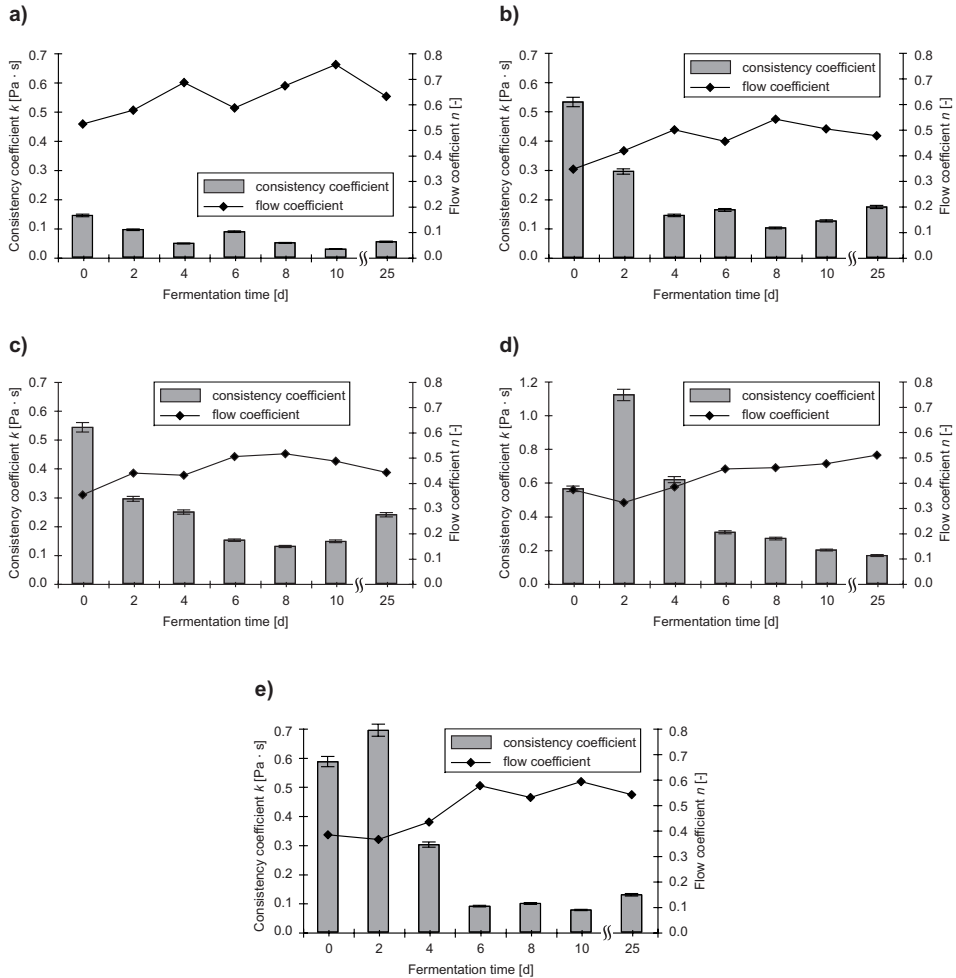 a)
Consistency coefficient k [Pa · s]
0.7
0.6
0.5
0.4
0.3
0.2
0.1
0.0
consistency coefficient
flow coefficient
0.8
0.7
0.6
0.5
0.4
0.3
0.2
0.1
0.0
Flow coefficient n [-]
0 2 4 6 8 10 25
Fermentation time [d]
b)
Consistency coefficient k [Pa · s]
0.7
0.6
0.5
0.4
0.3
0.2
0.1
0.0
consistency coefficient
flow coefficient
0.8
0.7
0.6
0.5
0.4
0.3
0.2
0.1
0.0
Flow coefficient n [-]
0 2 4 6 8 10 25
Fermentation time [d]
c)
Consistency coefficient k [Pa · s]
0.7
0.6
0.5
0.4
0.3
0.2
0.1
0.0
consistency coefficient
flow coefficient
0.8
0.7
0.6
0.5
0.4
0.3
0.2
0.1
0.0
Flow coefficient n [-]
0 2 4 6 8 10 25
Fermentation time [d]
d)
Consistency coefficient k [Pa · s]
1.2
1.0
0.8
0.6
0.4
0.2
0.0
consistency coefficient
flow coefficient
0.8
0.7
0.6
0.5
0.4
0.3
0.2
0.1
0.0
Flow coefficient n [-]
0 2 4 6 8 10 25
Fermentation time [d]
e)
Consistency coefficient k [Pa · s]
0.7
0.6
0.5
0.4
0.3
0.2
0.1
0.0
consistency coefficient
flow coefficient
0.8
0.7
0.6
0.5
0.4
0.3
0.2
0.1
0.0
Flow coefficient n [-]
0 2 4 6 8 10 25
Fermentation time [d]